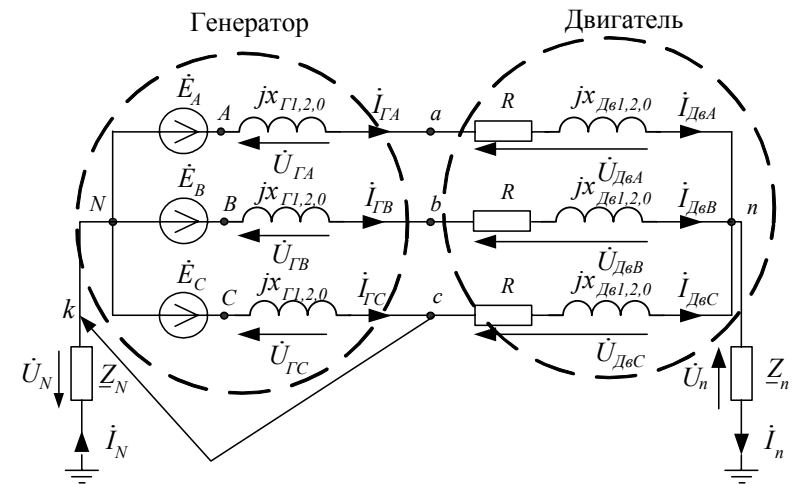 Генератор
Двигатель
Ė_A A jx_Г1,2,0 İ_ГA a R jx_Дв1,2,0 İ_ДвA
U̇_ГA U̇_ДвA
N Ė_B B jx_Г1,2,0 İ_ГB b R jx_Дв1,2,0 İ_ДвB n
U̇_ГB U̇_ДвB
Ė_C C jx_Г1,2,0 İ_ГC c R jx_Дв1,2,0 İ_ДвC
k
U̇_ГC U̇_ДвC
U̇_N Z_N U̇_n Z_n
İ_N İ_n